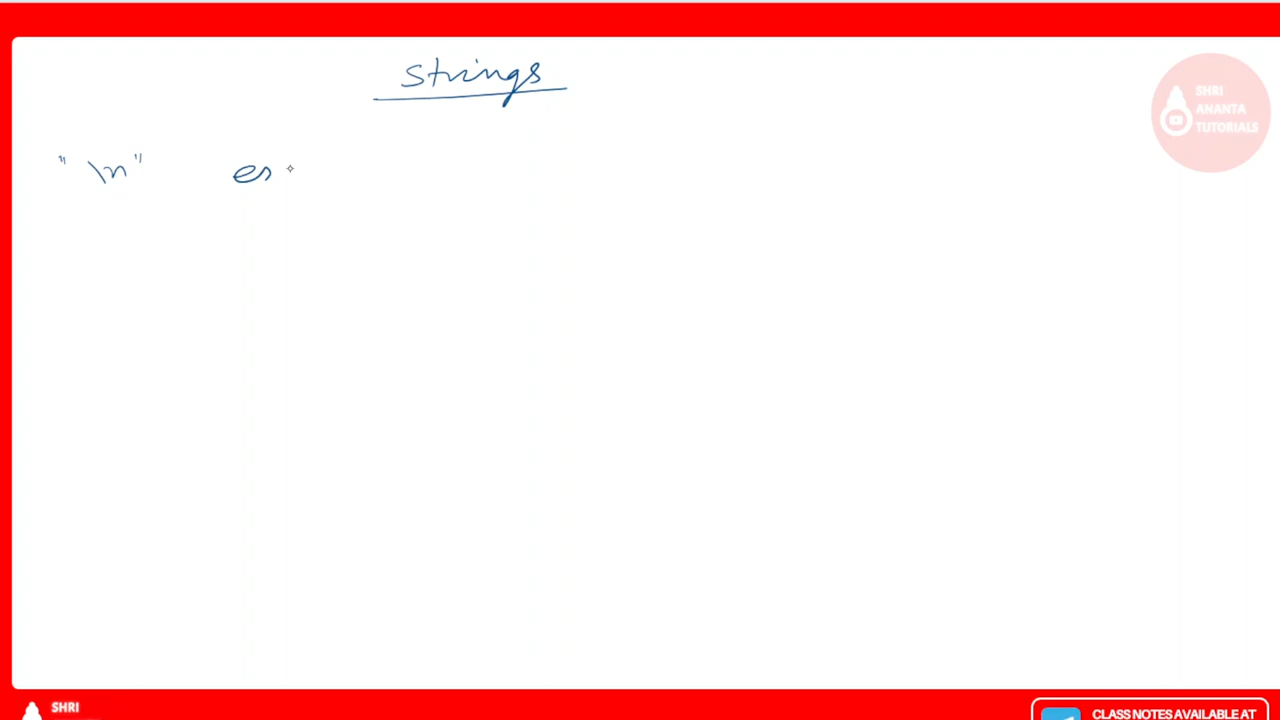 Strings
SHRI
ANANTA
TUTORIALS
"\n" es
SHRI
CLASS NOTES AVAILABLE AT